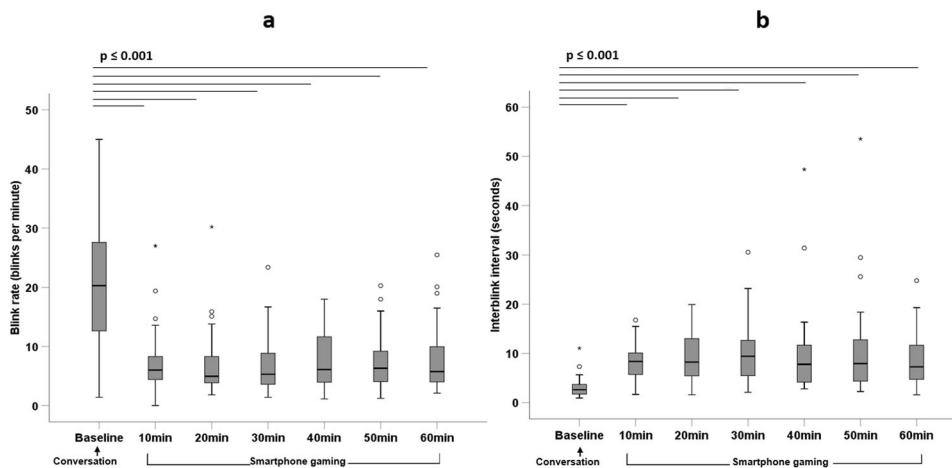 a
p ≤ 0.001
Blink rate (blinks per minute)
50
40
30
20
10
0
Baseline 10min 20min 30min 40min 50min 60min
Conversation Smartphone gaming
b
p ≤ 0.001
Interblink interval (seconds)
60
50
40
30
20
10
0
Baseline 10min 20min 30min 40min 50min 60min
Conversation Smartphone gaming